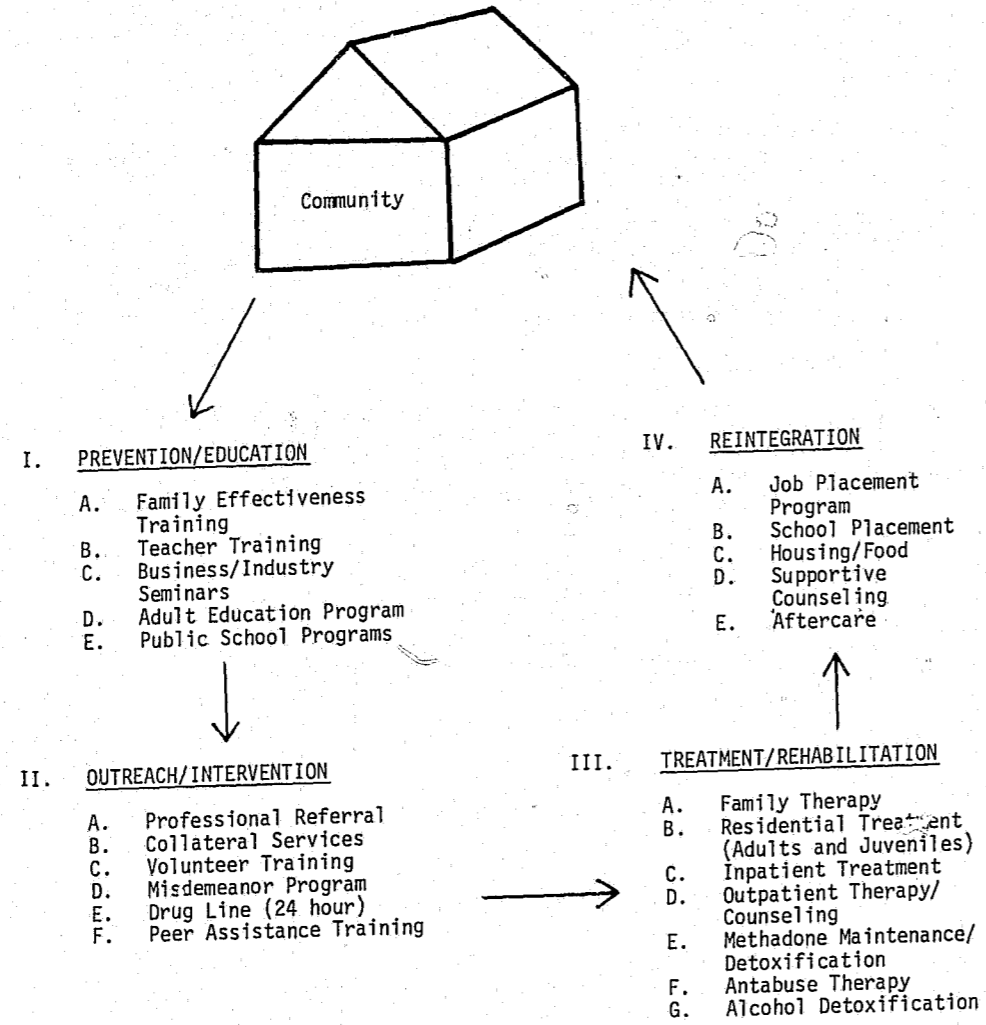 Community
I. PREVENTION/EDUCATION
A. Family Effectiveness
Training
B. Teacher Training
C. Business/Industry
Seminars
D. Adult Education Program
E. Public School Programs
II. OUTREACH/INTERVENTION
A. Professional Referral
B. Collateral Services
C. Volunteer Training
D. Misdemeanor Program
E. Drug Line (24 hour)
F. Peer Assistance Training
III. TREATMENT/REHABILITATION
A. Family Therapy
B. Residential Treatment
(Adults and Juveniles)
C. Inpatient Treatment
D. Outpatient Therapy/
Counseling
E. Methadone Maintenance/
Detoxification
F. Antabuse Therapy
G. Alcohol Detoxification
IV. REINTEGRATION
A. Job Placement
Program
B. School Placement
C. Housing/Food
D. Supportive
Counseling
E. Aftercare